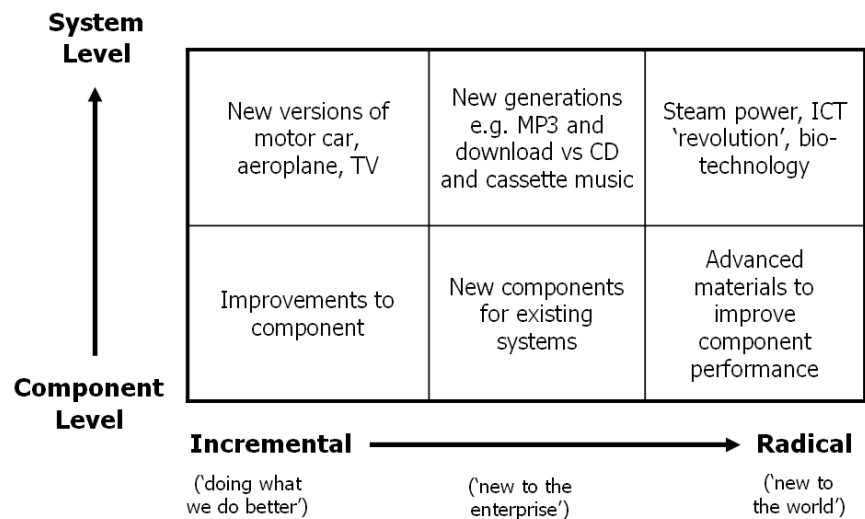 System
Level
New versions of
motor car,
aeroplane, TV
New generations
e.g. MP3 and
download vs CD
and cassette music
Steam power, ICT
‘revolution’, bio-
technology
Improvements to
component
New components
for existing
systems
Advanced
materials to
improve
component
performance
Component
Level
Incremental
Radical
(‘doing what
we do better’)
(‘new to the
enterprise’)
(‘new to
the world’)